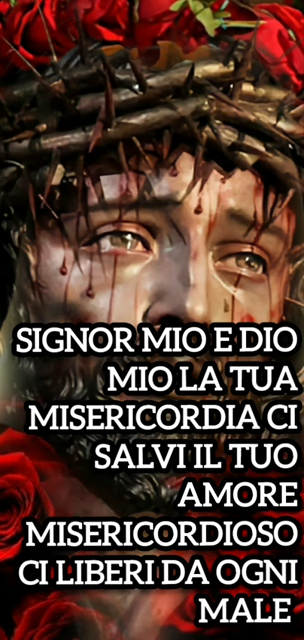 SIGNOR MIO E DIO
MIO LA TUA
MISERICORDIA CI
SALVI IL TUO
AMORE
MISERICORDIOSO
CI LIBERI DA OGNI
MALE